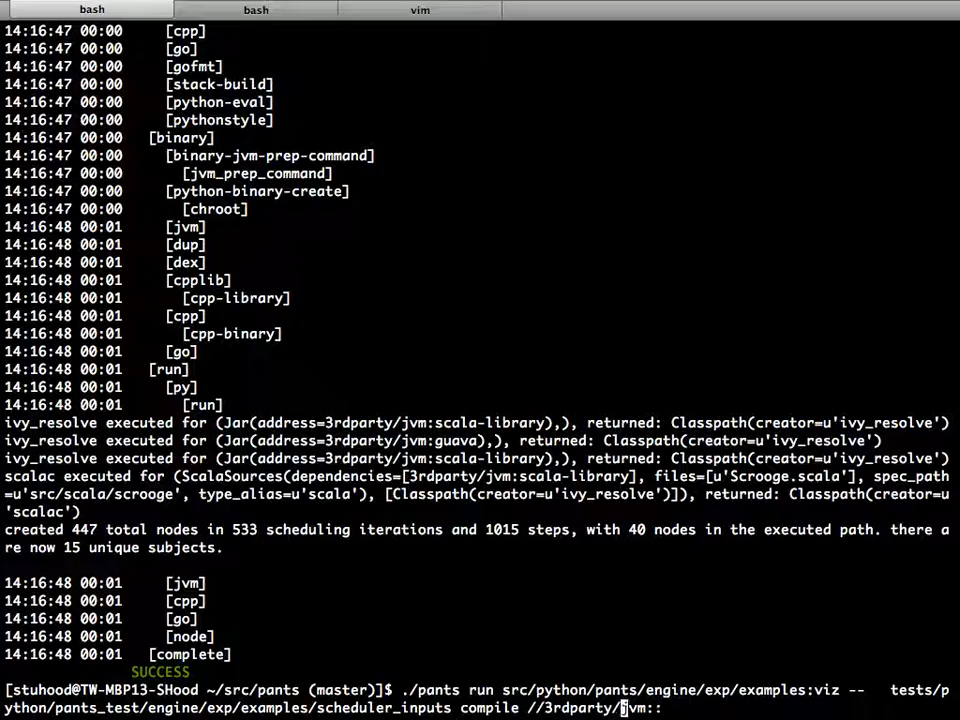 bash bash vim
14:16:47 00:00 [cpp]
14:16:47 00:00 [go]
14:16:47 00:00 [gofmt]
14:16:47 00:00 [stack-build]
14:16:47 00:00 [python-eval]
14:16:47 00:00 [pythonstyle]
14:16:47 00:00 [binary]
14:16:47 00:00 [binary-jvm-prep-command]
14:16:47 00:00 [jvm_prep_command]
14:16:47 00:00 [python-binary-create]
14:16:47 00:00 [chroot]
14:16:48 00:01 [jvm]
14:16:48 00:01 [dup]
14:16:48 00:01 [dex]
14:16:48 00:01 [cpplib]
14:16:48 00:01 [cpp-library]
14:16:48 00:01 [cpp]
14:16:48 00:01 [cpp-binary]
14:16:48 00:01 [go]
14:16:48 00:01 [run]
14:16:48 00:01 [py]
14:16:48 00:01 [run]
ivy_resolve executed for (Jar(address=3rdparty/jvm:scala-library),), returned: Classpath(creator=u'ivy_resolve')
ivy_resolve executed for (Jar(address=3rdparty/jvm:guava),), returned: Classpath(creator=u'ivy_resolve')
ivy_resolve executed for (Jar(address=3rdparty/jvm:scala-library),), returned: Classpath(creator=u'ivy_resolve')
scalac executed for (ScalaSources(dependencies=[3rdparty/jvm:scala-library], files=[u'Scrooge.scala'], spec_path
=u'src/scala/scrooge', type_alias=u'scala'), [Classpath(creator=u'ivy_resolve')]), returned: Classpath(creator=u
'scalac')
created 447 total nodes in 533 scheduling iterations and 1015 steps, with 40 nodes in the executed path. there a
re now 15 unique subjects.
14:16:48 00:01 [jvm]
14:16:48 00:01 [cpp]
14:16:48 00:01 [go]
14:16:48 00:01 [node]
14:16:48 00:01 [complete]
SUCCESS
[stuhood@TW-MBP13-SHood ~/src/pants (master)]$ ./pants run src/python/pants/engine/exp/examples:viz -- tests/p
ython/pants_test/engine/exp/examples/scheduler_inputs compile //3rdparty/jvm::